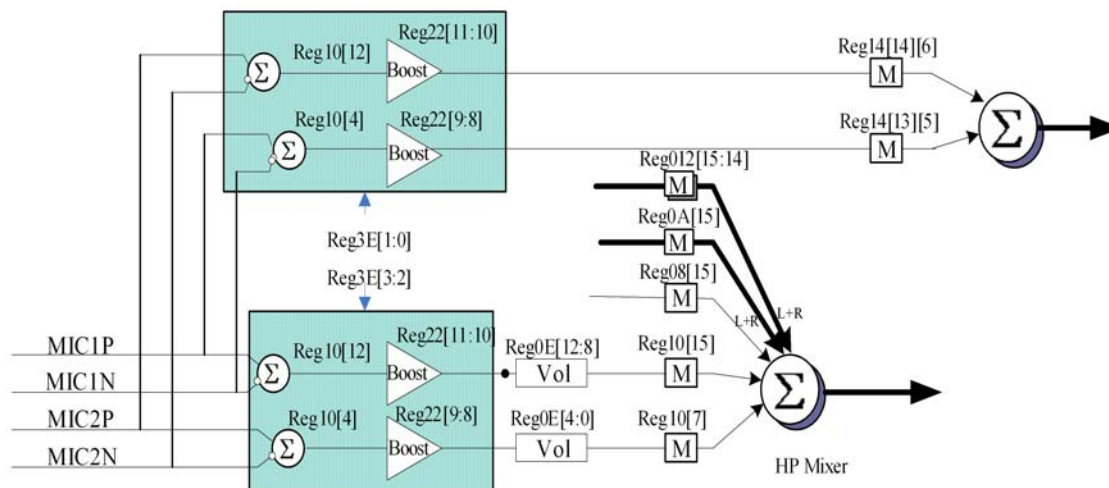 Reg10[12]
Reg22[11:10]
Boost
Σ
Reg14[14][6]
M
Reg10[4]
Reg22[9:8]
Boost
Σ
Reg14[13][5]
M
Σ
Reg012[15:14]
M
Reg0A[15]
M
Reg3E[1:0]
Reg3E[3:2]
Reg08[15]
M
L+R
L+R
MIC1P
MIC1N
MIC2P
MIC2N
Reg10[12]
Reg22[11:10]
Boost
Σ
Reg0E[12:8]
Vol
Reg10[15]
M
Reg10[4]
Reg22[9:8]
Boost
Σ
Reg0E[4:0]
Vol
Reg10[7]
M
Σ
HP Mixer